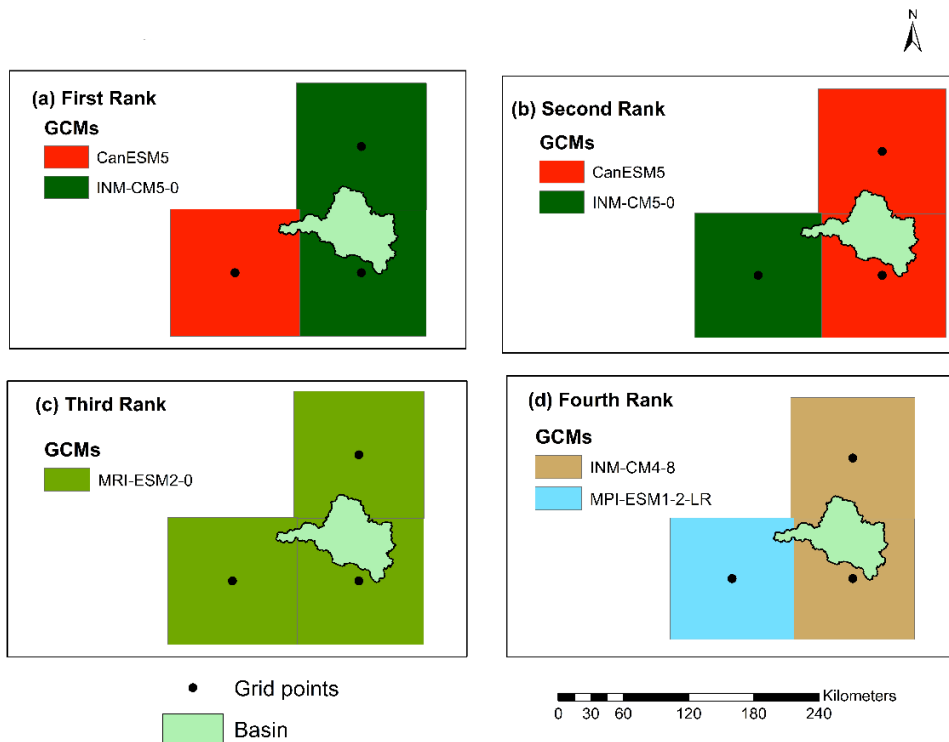 N
(a) First Rank
GCMs
CanESM5
INM-CM5-0
(b) Second Rank
GCMs
CanESM5
INM-CM5-0
(c) Third Rank
GCMs
MRI-ESM2-0
(d) Fourth Rank
GCMs
INM-CM4-8
MPI-ESM1-2-LR
Grid points
Basin
Kilometers
0 15 30 45 60 120 180 240